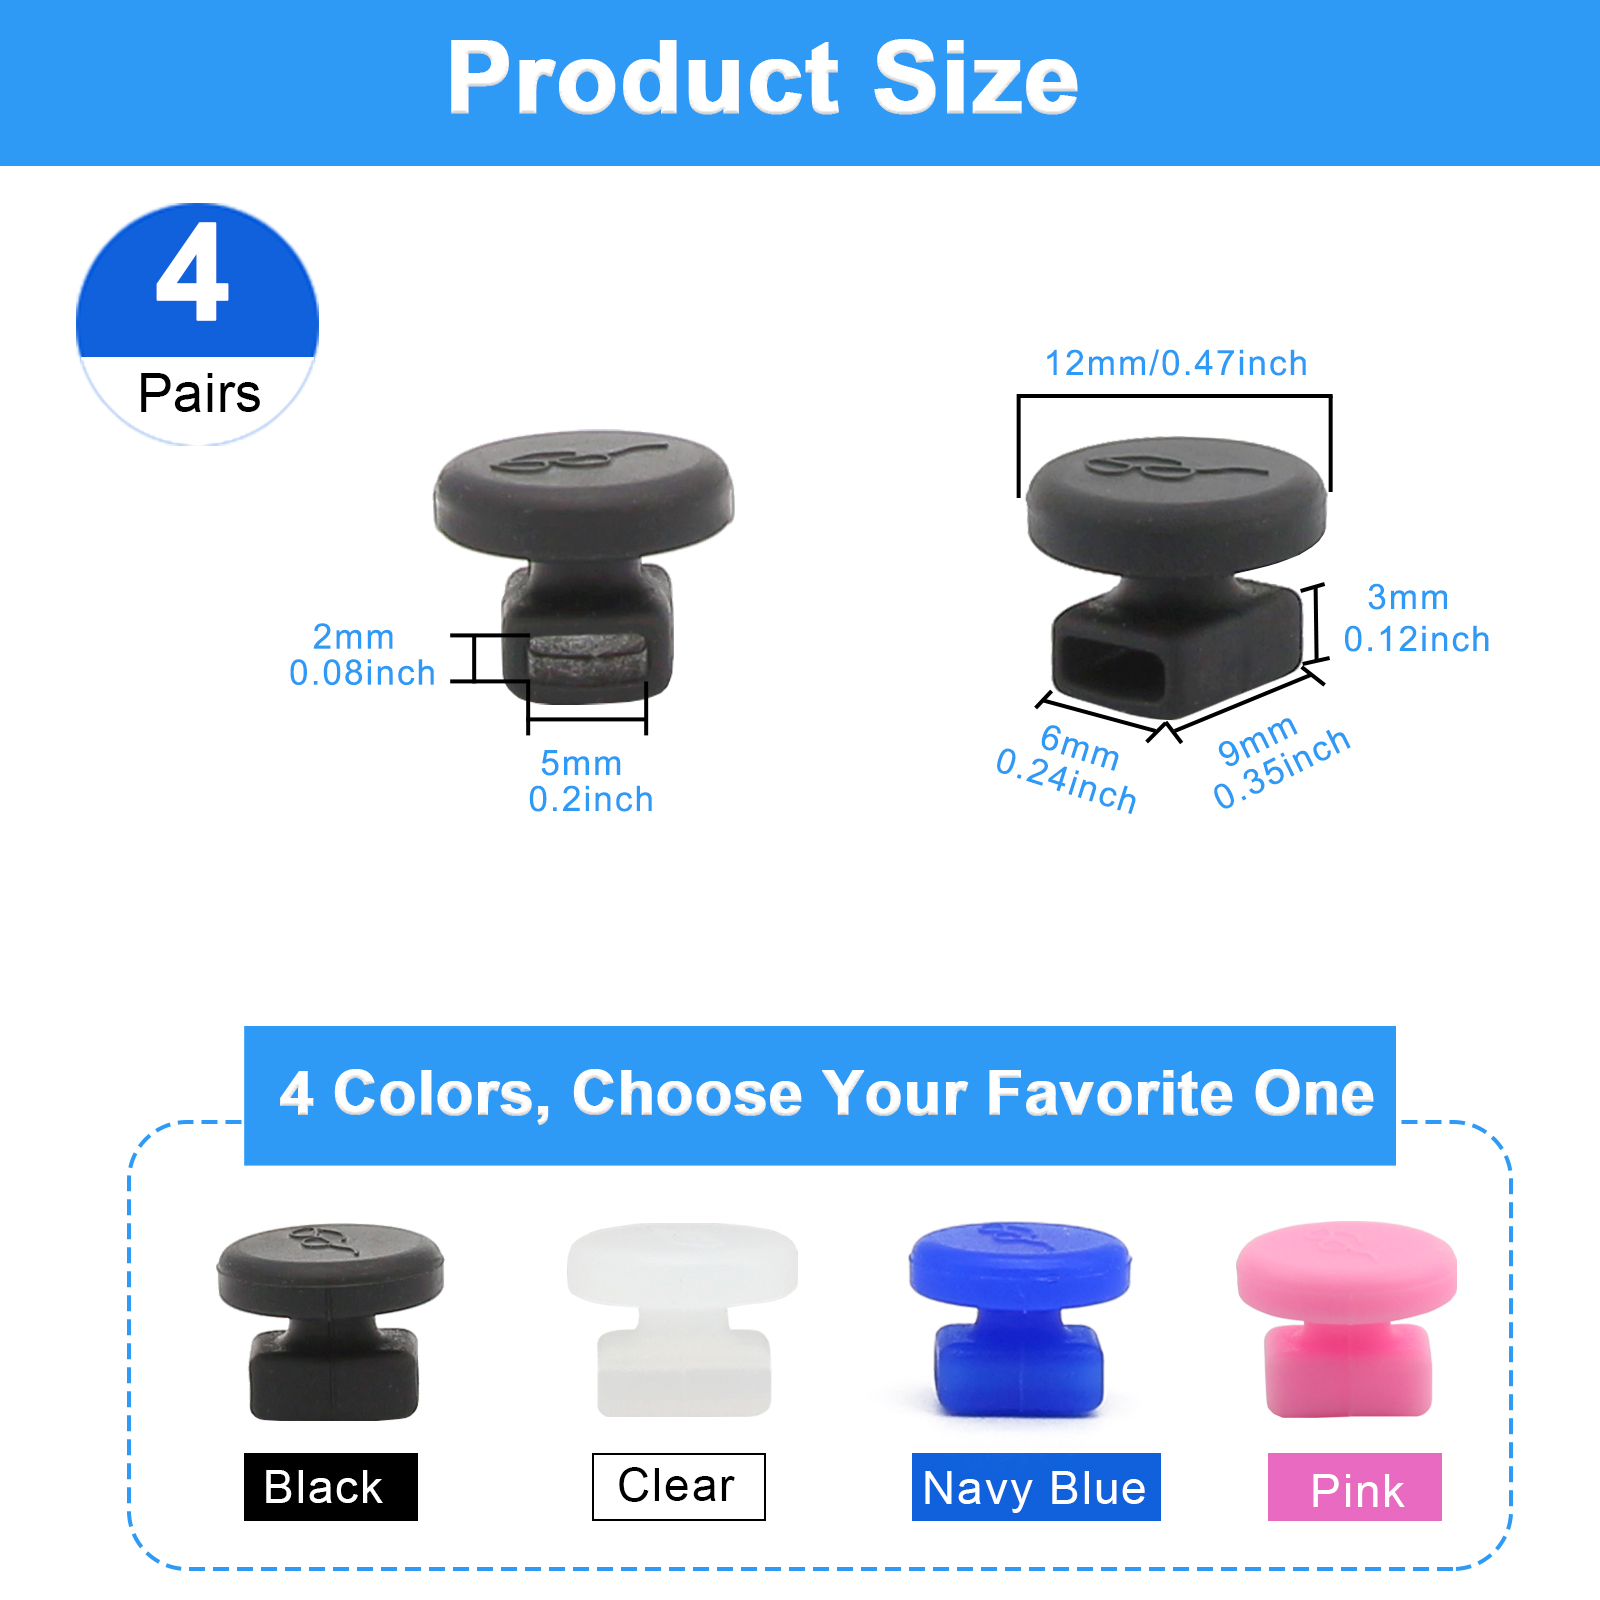 Product Size
4
Pairs
12mm/0.47inch
2mm
0.08inch
5mm
0.2inch
3mm
0.12inch
6mm
0.24inch
9mm
0.35inch
4 Colors, Choose Your Favorite One
Black
Clear
Navy Blue
Pink